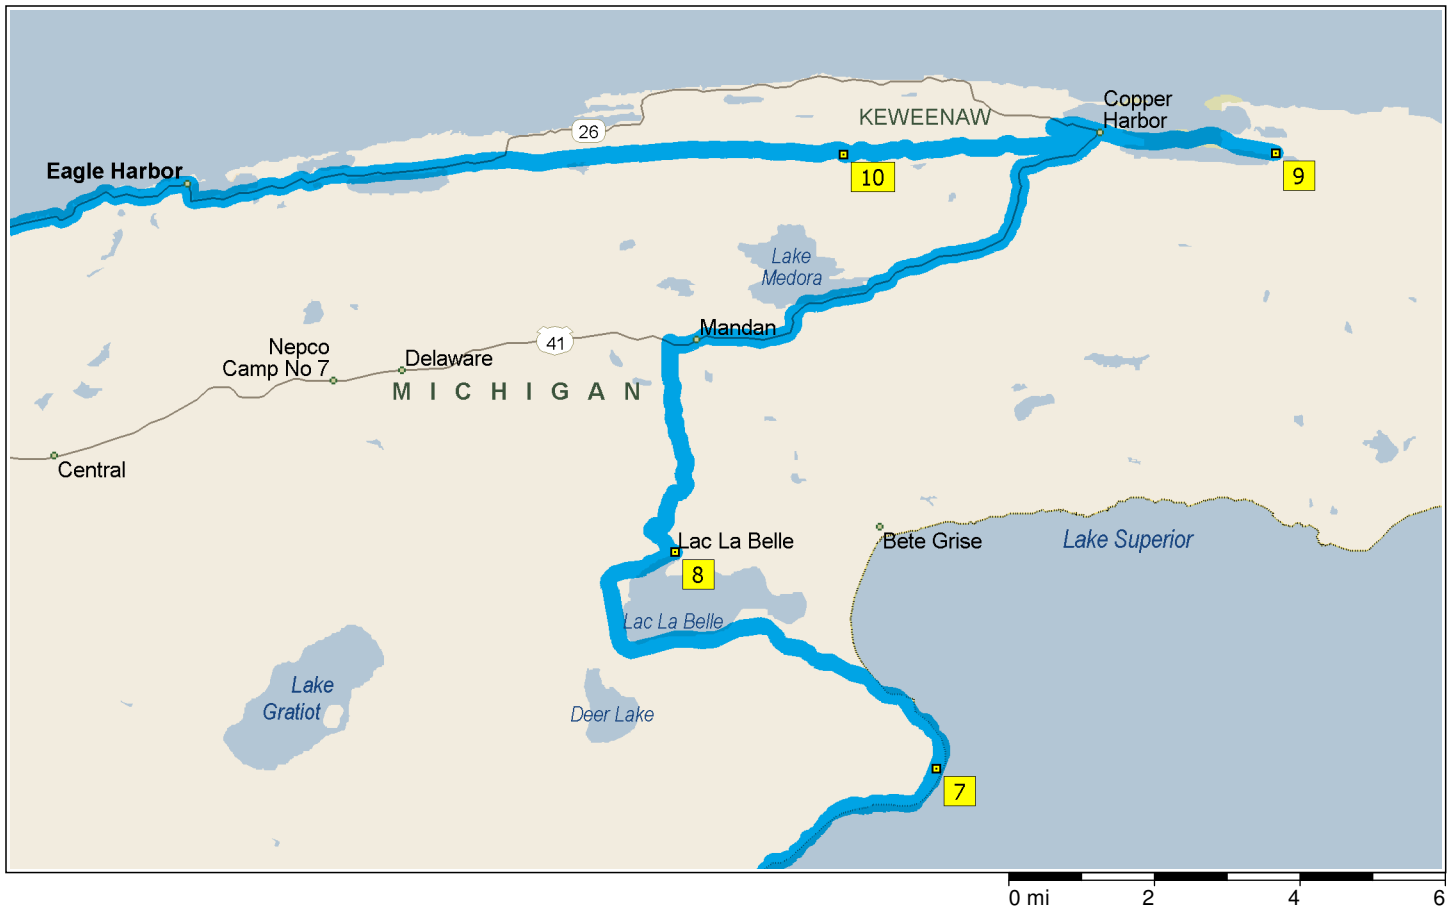 Copper
Harbor
KEWEENAW
26
Eagle Harbor
10
9
Lake
Medora
Mandan
41
Nepco
Camp No 7
Delaware
M I C H I G A N
Central
Lac La Belle
Bete Grise
Lake Superior
8
Lac La Belle
Lake
Gratiot
Deer Lake
7
0 mi 2 4 6